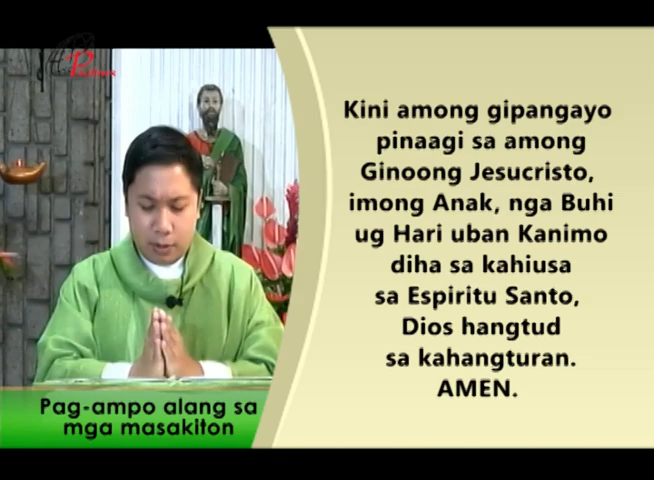 Kini among gipangayo
pinaagi sa among
Ginoong Jesucristo,
imong Anak, nga Buhi
ug Hari uban Kanimo
diha sa kahiusa
sa Espiritu Santo,
Dios hangtud
sa kahangturan.
AMEN.
Pag-ampo alang sa
mga masakiton